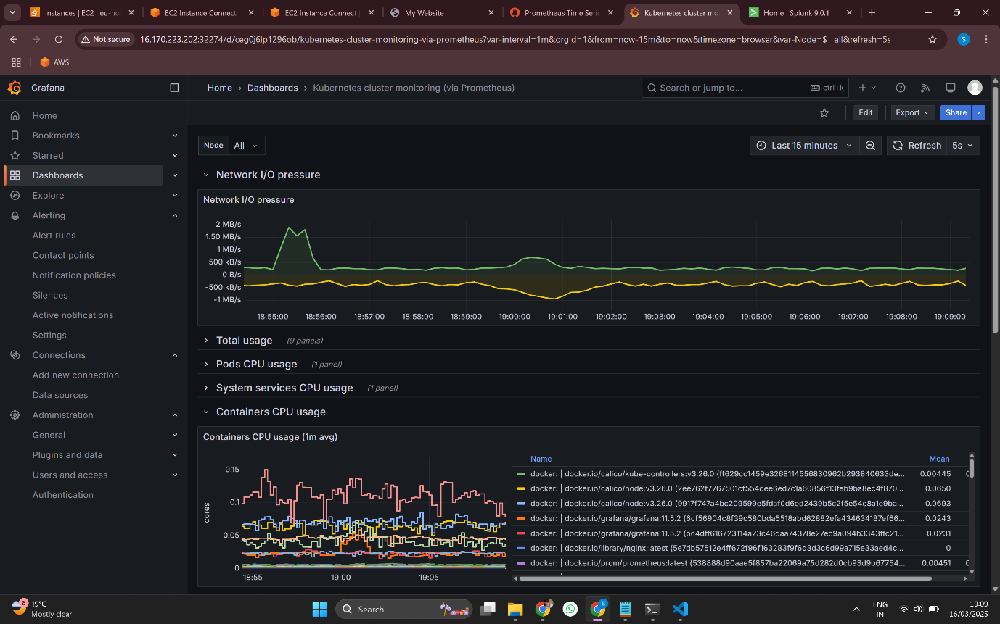 Instances | EC2 | eu-no
EC2 Instance Connect
EC2 Instance Connect
My Website
Prometheus Time Serie
Kubernetes cluster mo
Home | Splunk 9.0.1
Not secure
16.170.223.202:32274/d/ceg0j6lp1296ob/kubernetes-cluster-monitoring-via-prometheus?var-interval=1m&orgId=1&from=now-15m&to=now&timezone=browser&var-Node=$__all&refresh=5s
S
AWS
Grafana
Home › Dashboards › Kubernetes cluster monitoring (via Prometheus)
Search or jump to...
ctrl+k
Edit
Export
Share
Home
Bookmarks
Starred
Dashboards
Explore
Alerting
Alert rules
Contact points
Notification policies
Silences
Active notifications
Settings
Connections
Add new connection
Data sources
Administration
General
Plugins and data
Users and access
Authentication
Node All
Last 15 minutes
Refresh 5s
Network I/O pressure
Network I/O pressure
2 MB/s
1.50 MB/s
1 MB/s
500 kB/s
0 B/s
-500 kB/s
-1 MB/s
18:55:00 18:56:00 18:57:00 18:58:00 18:59:00 19:00:00 19:01:00 19:02:00 19:03:00 19:04:00 19:05:00 19:06:00 19:07:00 19:08:00 19:09:00
Total usage (9 panels)
Pods CPU usage (1 panel)
System services CPU usage (1 panel)
Containers CPU usage
Containers CPU usage (1m avg)
cores
0.15
0.1
0.05
0
18:55 19:00 19:05
Name Mean
docker: | docker.io/calico/kube-controllers:v3.26.0 (ff629cc1459e3268114556830962b293840633de... 0.00445
docker: | docker.io/calico/node:v3.26.0 (2ee762f7767501cf554dee6ed7c1a60856f13feb9ba8ec4f870... 0.0650
docker: | docker.io/calico/node:v3.26.0 (9917f747a4bc209599e5fdaf0d6ed2439b5c2f5e54e8a1e9ba... 0.0693
docker: | docker.io/grafana/grafana:11.5.2 (6cf56904c8f39c580bda5518abd62882efa434634187ef66... 0.0243
docker: | docker.io/grafana/grafana:11.5.2 (bc4dff616723114a23c46daa74378e27ec9a094b3343ffc21... 0.0231
docker: | docker.io/library/nginx:latest (5e7db57512e4ff672f96f163283f9f6d3d3c6d99a715e33aed4c... 0
docker: | docker.io/prom/prometheus:latest (538888d90aae5f857ba22069a75d282d0cb93d9b67754... 0.00451
6
19°C
Mostly clear
Search
S
ENG
IN
19:09
16/03/2025